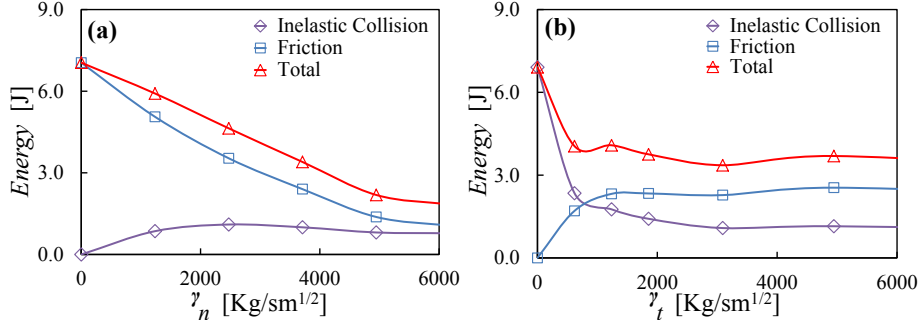 (a)
Inelastic Collision
Friction
Total
Energy [J]
9.0
6.0
3.0
0.0
0
2000
4000
6000
γn [Kg/sm1/2]
(b)
Inelastic Collision
Friction
Total
Energy [J]
9.0
6.0
3.0
0.0
0
2000
4000
6000
γt [Kg/sm1/2]